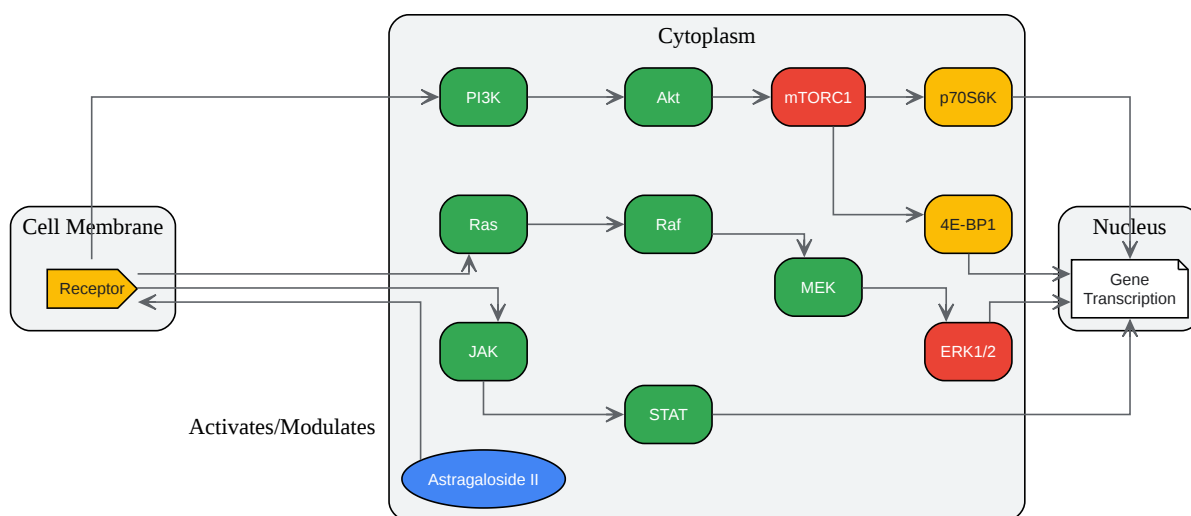 Cytoplasm
PI3K
Akt
mTORC1
p70S6K
Cell Membrane
Receptor
Ras
Raf
4E-BP1
MEK
Nucleus
Gene
Transcription
JAK
ERK1/2
STAT
Activates/Modulates
Astragaloside II